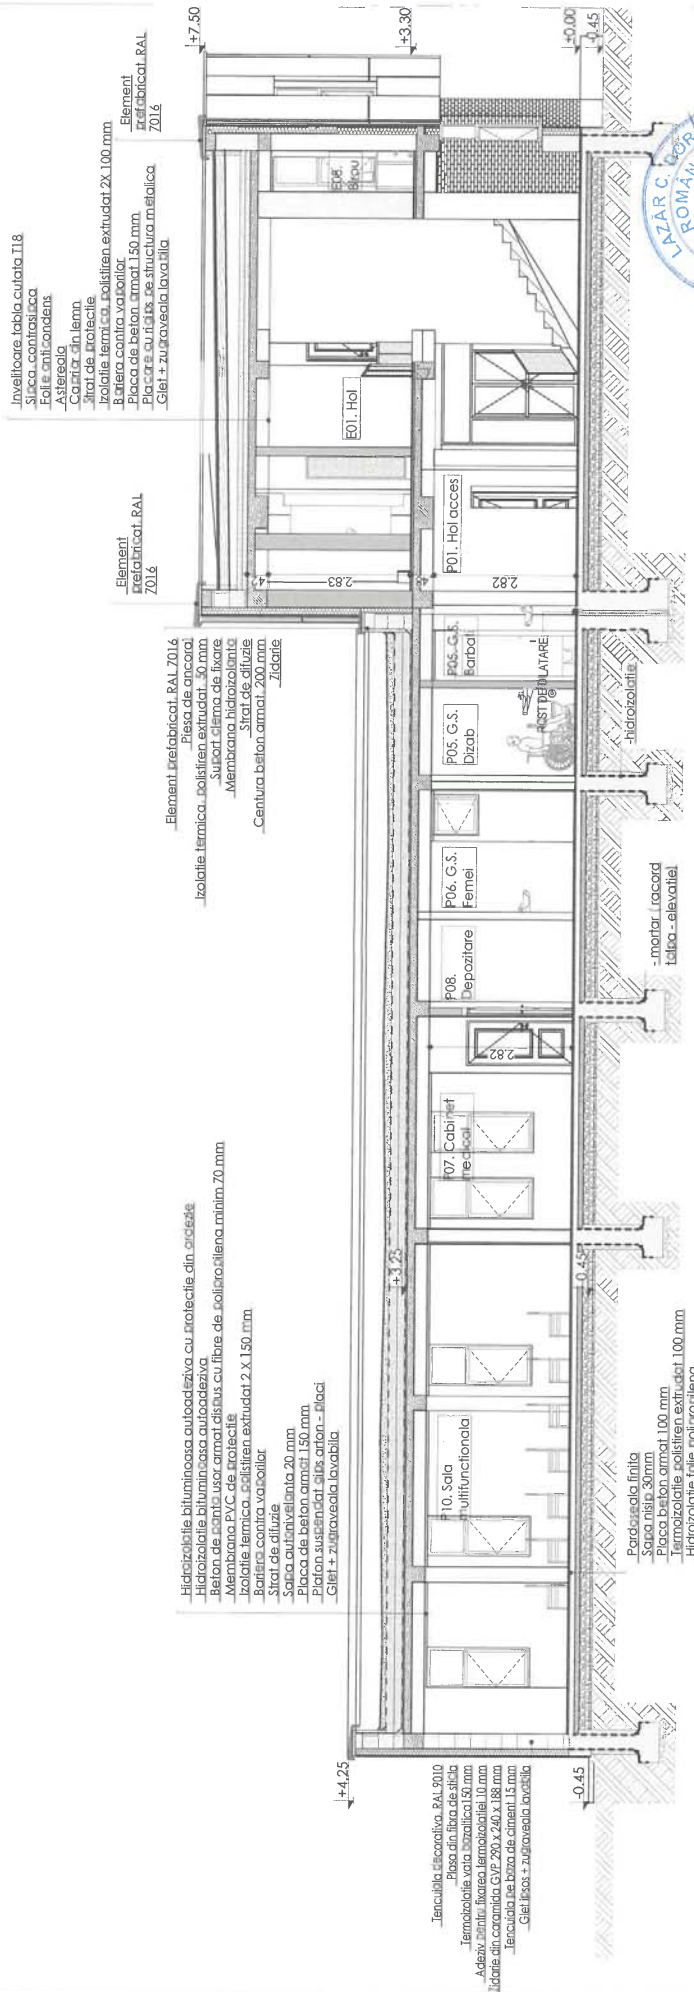 Invelitoare tabla cutata T18
Sipca, contrasipca
Folie anticondens
Astereala
Caprior din lemn
Strat de protectie
Izolatie termica, polistiren extrudat 2X 100 mm
Bariera contra vaporilor
Placa de beton armat 150 mm
Placare cu rigips pe structura metalica
Glet + zugraveala lavabila
Element
prefabricat, RAL
7016
Element
prefabricat, RAL
7016
Element prefabricat, RAL 7016
Piesa de ancoraj
Izolatie termica, polistiren extrudat, 50 mm
Suport clema de fixare
Membrana hidroizolanta
Strat de difuzie
Centura beton armat, 200 mm
Zidarie
Hidroizolatie bituminoasa autoadeziva cu protectie din ardezie
Hidroizolatie bituminoasa autoadeziva
Beton de panta usor armat dispus cu fibre de polipropilena minim 70 mm
Membrana PVC de protectie
Izolatie termica, polistiren extrudat 2 X 150 mm
Bariera contra vaporilor
Strat de difuzie
Sapa autonivelanta 20 mm
Placa de beton armat 150 mm
Plafon suspendat gips carton - placi
Glet + zugraveala lavabila
+7.50
+3.30
±0.00
-0.45
+4.25
-0.45
+3.25
-0.45
2.83
2.82
2.82
E08.
Birou
E01. Hol
P01. Hol acces
P05. G.S.
Barbati
P05. G.S.
Dizab
ROST DE DILATARE
P06. G.S.
Femei
P08.
Depozitare
P07. Cabinet
medical
P10. Sala
multifunctionala
-hidroizolatie
- mortar (racord
talpa - elevatie)
Tencuiala decorativa, RAL 9010
Plasa din fibra de sticla
Termoizolatie vata bazaltica150 mm
Adeziv pentru fixarea termoizolatiei 10 mm
Zidarie din caramida GVP 290 x 240 x 188 mm
Tencuiala pe baza de ciment 15 mm
Glet ipsos + zugraveala lavabila
Pardoseala finita
Sapa nisip 30mm
Placa beton armat 100 mm
Termoizolatie polistiren extrudat 100 mm
Hidroizolatie folie polipropilena
LAZĂR C.
ROMÂN